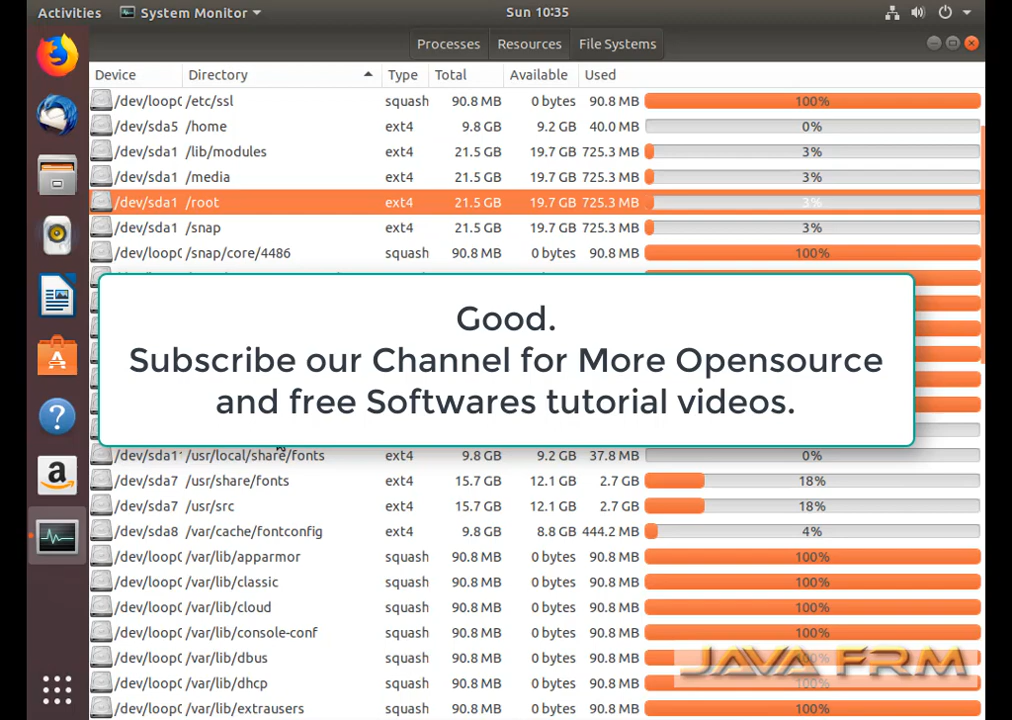 Activities System Monitor Sun 10:35
Processes Resources File Systems
Device Directory Type Total Available Used
/dev/loop0 /etc/ssl squash 90.8 MB 0 bytes 90.8 MB 100%
/dev/sda5 /home ext4 9.8 GB 9.2 GB 40.0 MB 0%
/dev/sda1 /lib/modules ext4 21.5 GB 19.7 GB 725.3 MB 3%
/dev/sda1 /media ext4 21.5 GB 19.7 GB 725.3 MB 3%
/dev/sda1 /root ext4 21.5 GB 19.7 GB 725.3 MB 3%
/dev/sda1 /snap ext4 21.5 GB 19.7 GB 725.3 MB 3%
/dev/loop0 /snap/core/4486 squash 90.8 MB 0 bytes 90.8 MB 100%
Good.
Subscribe our Channel for More Opensource
and free Softwares tutorial videos.
/dev/sda1 /usr/local/share/fonts ext4 9.8 GB 9.2 GB 37.8 MB 0%
/dev/sda7 /usr/share/fonts ext4 15.7 GB 12.1 GB 2.7 GB 18%
/dev/sda7 /usr/src ext4 15.7 GB 12.1 GB 2.7 GB 18%
/dev/sda8 /var/cache/fontconfig ext4 9.8 GB 8.8 GB 444.2 MB 4%
/dev/loop0 /var/lib/apparmor squash 90.8 MB 0 bytes 90.8 MB 100%
/dev/loop0 /var/lib/classic squash 90.8 MB 0 bytes 90.8 MB 100%
/dev/loop0 /var/lib/cloud squash 90.8 MB 0 bytes 90.8 MB 100%
/dev/loop0 /var/lib/console-conf squash 90.8 MB 0 bytes 90.8 MB 100%
/dev/loop0 /var/lib/dbus squash 90.8 MB 0 bytes 90.8 MB 100%
/dev/loop0 /var/lib/dhcp squash 90.8 MB 0 bytes 90.8 MB 100%
/dev/loop0 /var/lib/extrausers squash 90.8 MB 0 bytes 90.8 MB 100%
JAVA FRM